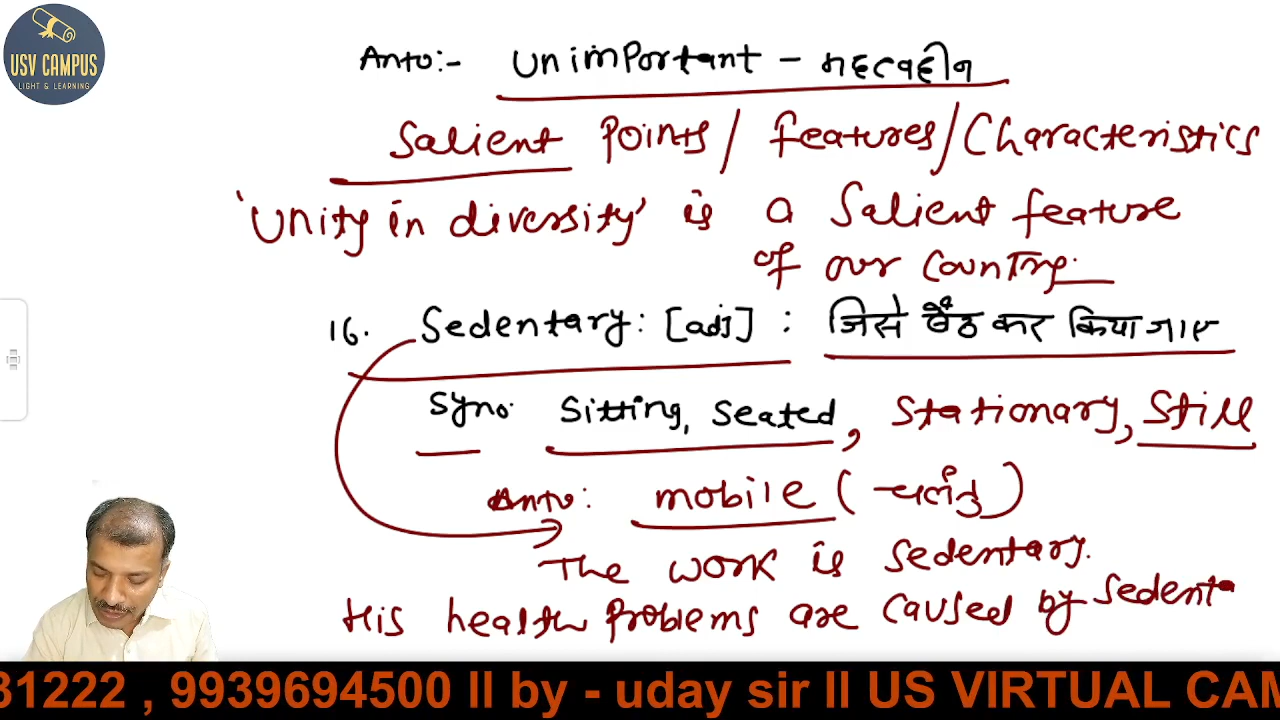 USV CAMPUS
LIGHT & LEARNING
Anto:- Unimportant - महत्वहीन
Salient Points / features / Characteristics
'Unity in diversity' is a Salient feature
of our Country.
16. Sedentary: [adj] : जिसे बैठ कर किया जाए
Syno: Sitting, Seated, Stationary, Still
Anto: mobile (चलंतु)
The work is Sedentary.
His health Problems are caused by Sedenta
31222 , 9939694500 II by - uday sir II US VIRTUAL CAM